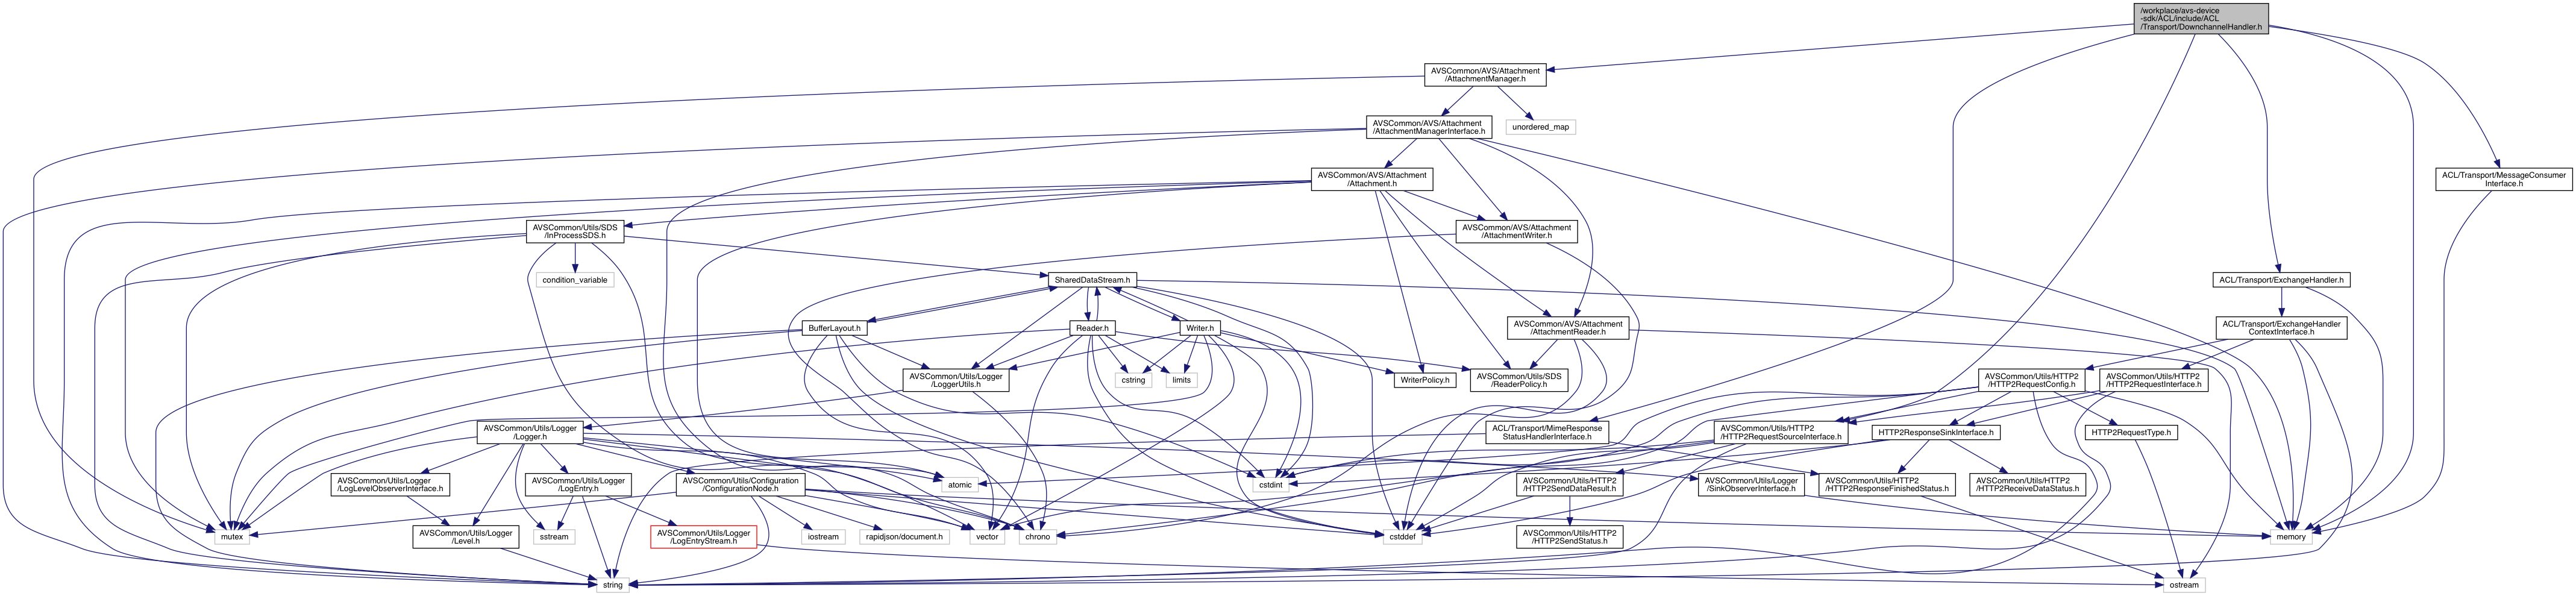 /workplace/avs-device
-sdk/ACL/include/ACL
/Transport/DownchannelHandler.h
AVSCommon/AVS/Attachment
/AttachmentManager.h
AVSCommon/AVS/Attachment
/AttachmentManagerInterface.h
unordered_map
AVSCommon/AVS/Attachment
/Attachment.h
ACL/Transport/MessageConsumer
Interface.h
AVSCommon/Utils/SDS
/InProcessSDS.h
AVSCommon/AVS/Attachment
/AttachmentWriter.h
condition_variable
SharedDataStream.h
ACL/Transport/ExchangeHandler.h
BufferLayout.h
Reader.h
Writer.h
AVSCommon/AVS/Attachment
/AttachmentReader.h
ACL/Transport/ExchangeHandler
ContextInterface.h
AVSCommon/Utils/Logger
/LoggerUtils.h
cstring
limits
WriterPolicy.h
AVSCommon/Utils/SDS
/ReaderPolicy.h
AVSCommon/Utils/HTTP2
/HTTP2RequestConfig.h
AVSCommon/Utils/HTTP2
/HTTP2RequestInterface.h
AVSCommon/Utils/Logger
/Logger.h
ACL/Transport/MimeResponse
StatusHandlerInterface.h
AVSCommon/Utils/HTTP2
/HTTP2RequestSourceInterface.h
HTTP2ResponseSinkInterface.h
HTTP2RequestType.h
AVSCommon/Utils/Logger
/LogLevelObserverInterface.h
AVSCommon/Utils/Logger
/LogEntry.h
AVSCommon/Utils/Configuration
/ConfigurationNode.h
atomic
cstdint
AVSCommon/Utils/HTTP2
/HTTP2SendDataResult.h
AVSCommon/Utils/Logger
/SinkObserverInterface.h
AVSCommon/Utils/HTTP2
/HTTP2ResponseFinishedStatus.h
AVSCommon/Utils/HTTP2
/HTTP2ReceiveDataStatus.h
mutex
AVSCommon/Utils/Logger
/Level.h
sstream
AVSCommon/Utils/Logger
/LogEntryStream.h
iostream
rapidjson/document.h
vector
chrono
cstddef
AVSCommon/Utils/HTTP2
/HTTP2SendStatus.h
memory
string
ostream